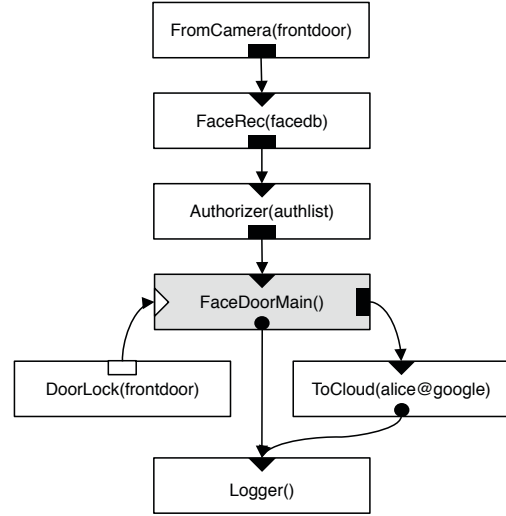 FromCamera(frontdoor)
FaceRec(facedb)
Authorizer(authlist)
FaceDoorMain()
DoorLock(frontdoor)
ToCloud(alice@google)
Logger()